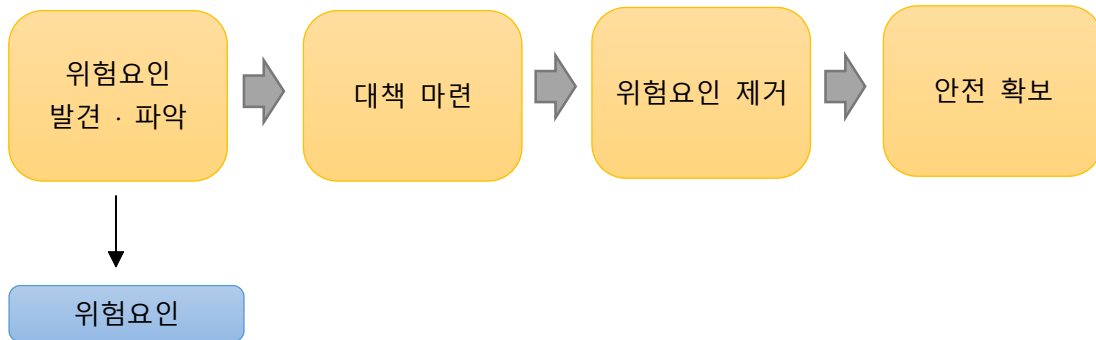 위험요인
발견 · 파악
대책 마련
위험요인 제거
안전 확보
위험요인